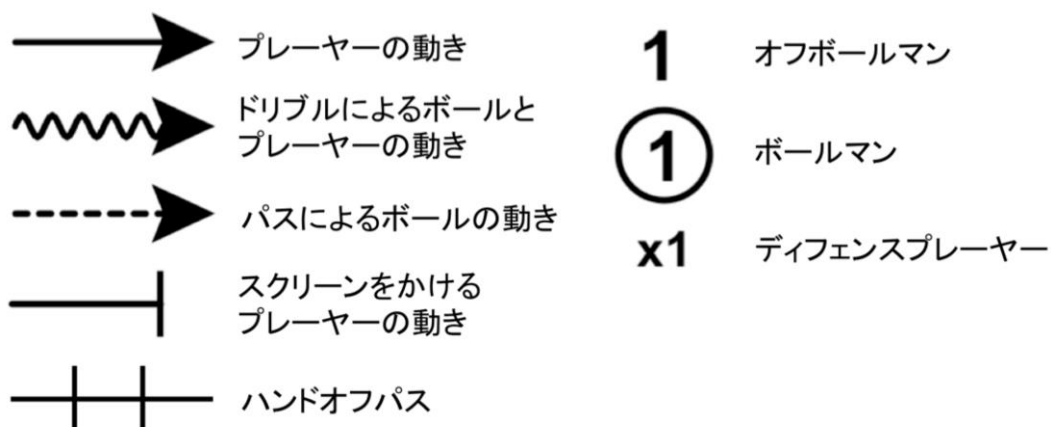 プレーヤーの動き
ドリブルによるボールと
プレーヤーの動き
パスによるボールの動き
スクリーンをかける
プレーヤーの動き
ハンドオフパス
1 オフボールマン
1 ボールマン
x1 ディフェンスプレーヤー